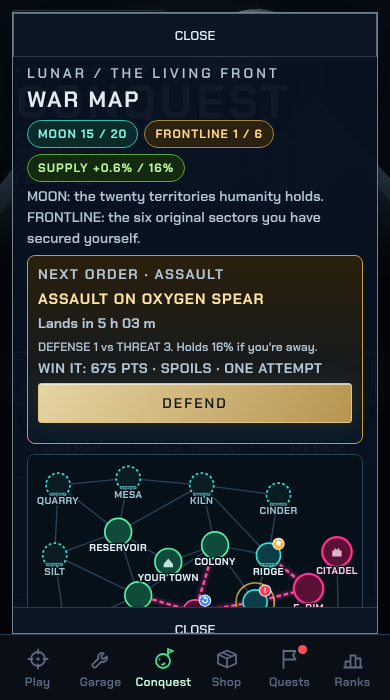 CLOSE
LUNAR / THE LIVING FRONT
WAR MAP
MOON 15 / 20
FRONTLINE 1 / 6
SUPPLY +0.6% / 16%
MOON: the twenty territories humanity holds.
FRONTLINE: the six original sectors you have
secured yourself.
NEXT ORDER · ASSAULT
ASSAULT ON OXYGEN SPEAR
Lands in 5 h 03 m
DEFENSE 1 vs THREAT 3. Holds 16% if you're away.
WIN IT: 675 PTS · SPOILS · ONE ATTEMPT
DEFEND
QUARRY
MESA
KILN
CINDER
RESERVOIR
SILT
YOUR TOWN
COLONY
RIDGE
CITADEL
CLOSE
Play
Garage
Conquest
Shop
Quests
Ranks